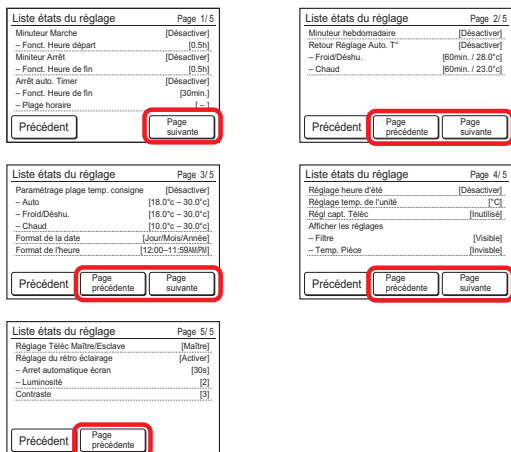 Liste états du réglage Page 1/ 5
Minuteur Marche [Désactiver]
– Fonct. Heure départ [0.5h]
Miniteur Arrêt [Désactiver]
– Fonct. Heure de fin [0.5h]
Arrêt auto. Timer [Désactiver]
– Fonct. Heure de fin [30min.]
– Plage horaire [ – ]
Précédent
Page
suivante
Liste états du réglage Page 2/ 5
Minuteur hebdomadaire [Désactiver]
Retour Réglage Auto. T° [Désactiver]
– Froid/Déshu. [60min. / 28.0°c]
– Chaud [60min. / 23.0°c]
Précédent
Page
précédente
Page
suivante
Liste états du réglage Page 3/ 5
Paramétrage plage temp. consigne [Désactiver]
– Auto [18.0°c – 30.0°c]
– Froid/Déshu. [18.0°c – 30.0°c]
– Chaud [10.0°c – 30.0°c]
Format de la date [Jour/Mois/Année]
Format de l'heure [12:00–11:59AM/PM]
Précédent
Page
précédente
Page
suivante
Liste états du réglage Page 4/ 5
Réglage heure d'été [Désactiver]
Réglage temp. de l'unité [°C]
Régl capt. Téléc [Inutilisé]
Afficher les réglages
– Filtre [Visible]
– Temp. Pièce [Invisble]
Précédent
Page
précédente
Page
suivante
Liste états du réglage Page 5/ 5
Réglage Téléc Maître/Esclave [Maître]
Réglage du rétro éclairage [Activer]
– Arret automatique écran [30s]
– Luminosité [2]
Contraste [3]
Précédent
Page
précédente